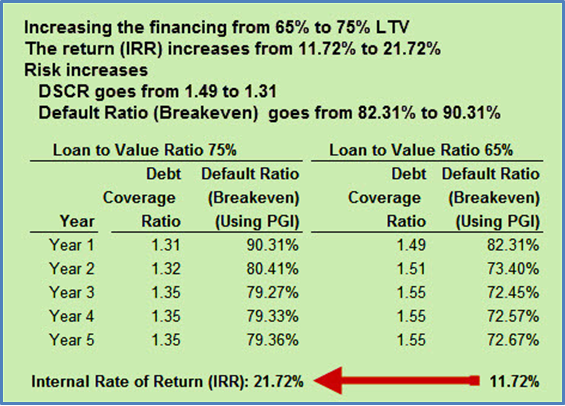 Increasing the financing from 65% to 75% LTV
The return (IRR) increases from 11.72% to 21.72%
Risk increases
DSCR goes from 1.49 to 1.31
Default Ratio (Breakeven) goes from 82.31% to 90.31%
Loan to Value Ratio 75% Loan to Value Ratio 65%
Debt Default Ratio Debt Default Ratio
Coverage (Breakeven) Coverage (Breakeven)
Year Ratio (Using PGI) Ratio (Using PGI)
Year 1 1.31 90.31% 1.49 82.31%
Year 2 1.32 80.41% 1.51 73.40%
Year 3 1.35 79.27% 1.55 72.45%
Year 4 1.35 79.33% 1.55 72.57%
Year 5 1.35 79.36% 1.55 72.67%
Internal Rate of Return (IRR): 21.72% 11.72%